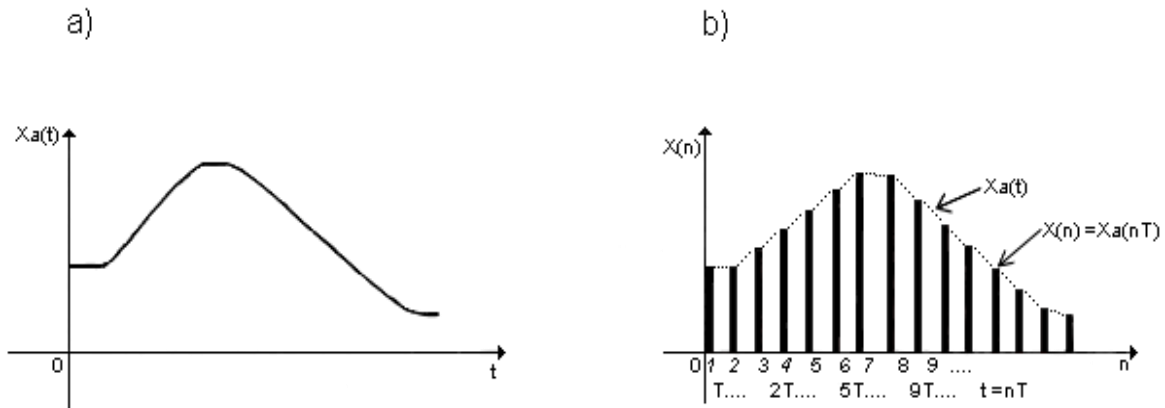 a)
Xa(t)
0
t
b)
X(n)
Xa(t)
X(n) =Xa(nT)
0 1 2 3 4 5 6 7 8 9 .... n
T.... 2T.... 5T.... 9T.... t=nT